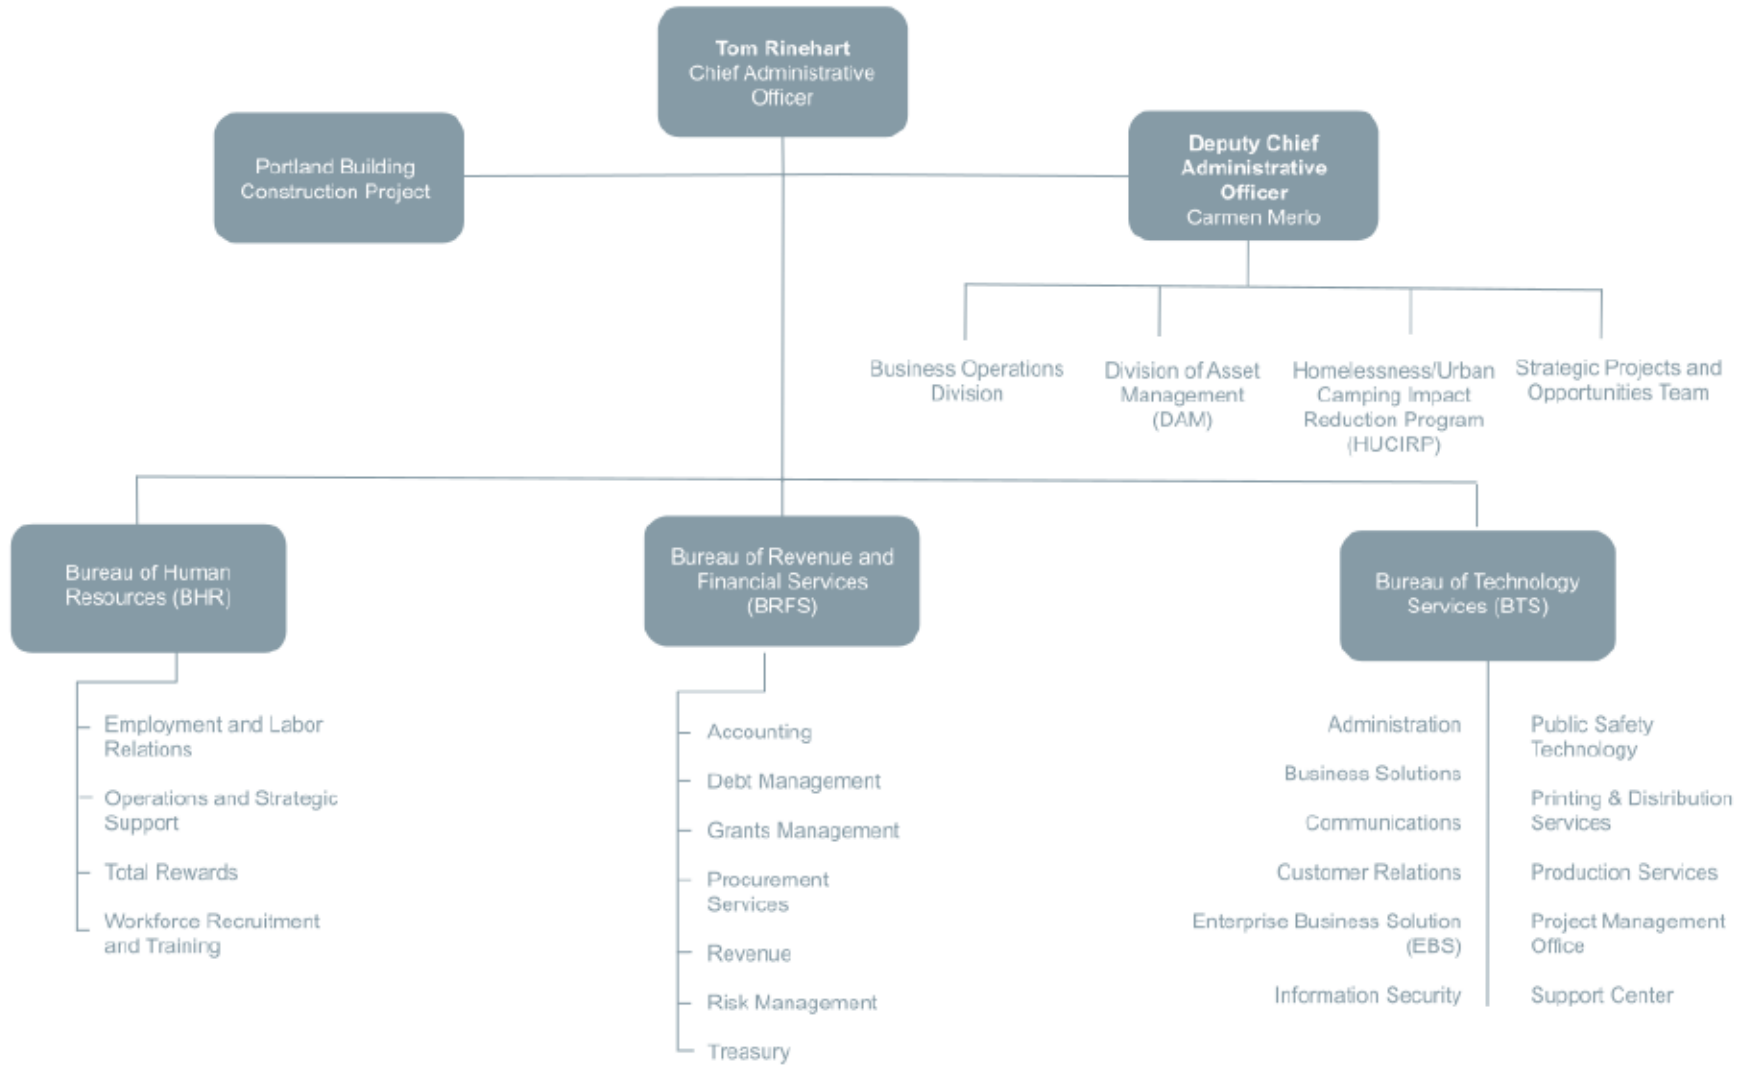 Tom Rinehart
Chief Administrative
Officer
Portland Building
Construction Project
Deputy Chief
Administrative
Officer
Carmen Merlo
Business Operations
Division
Division of Asset
Management
(DAM)
Homelessness/Urban
Camping Impact
Reduction Program
(HUCIRP)
Strategic Projects and
Opportunities Team
Bureau of Human
Resources (BHR)
Employment and Labor
Relations
Operations and Strategic
Support
Total Rewards
Workforce Recruitment
and Training
Bureau of Revenue and
Financial Services
(BRFS)
Accounting
Debt Management
Grants Management
Procurement
Services
Revenue
Risk Management
Treasury
Bureau of Technology
Services (BTS)
Administration
Business Solutions
Communications
Customer Relations
Enterprise Business Solution
(EBS)
Information Security
Public Safety
Technology
Printing & Distribution
Services
Production Services
Project Management
Office
Support Center